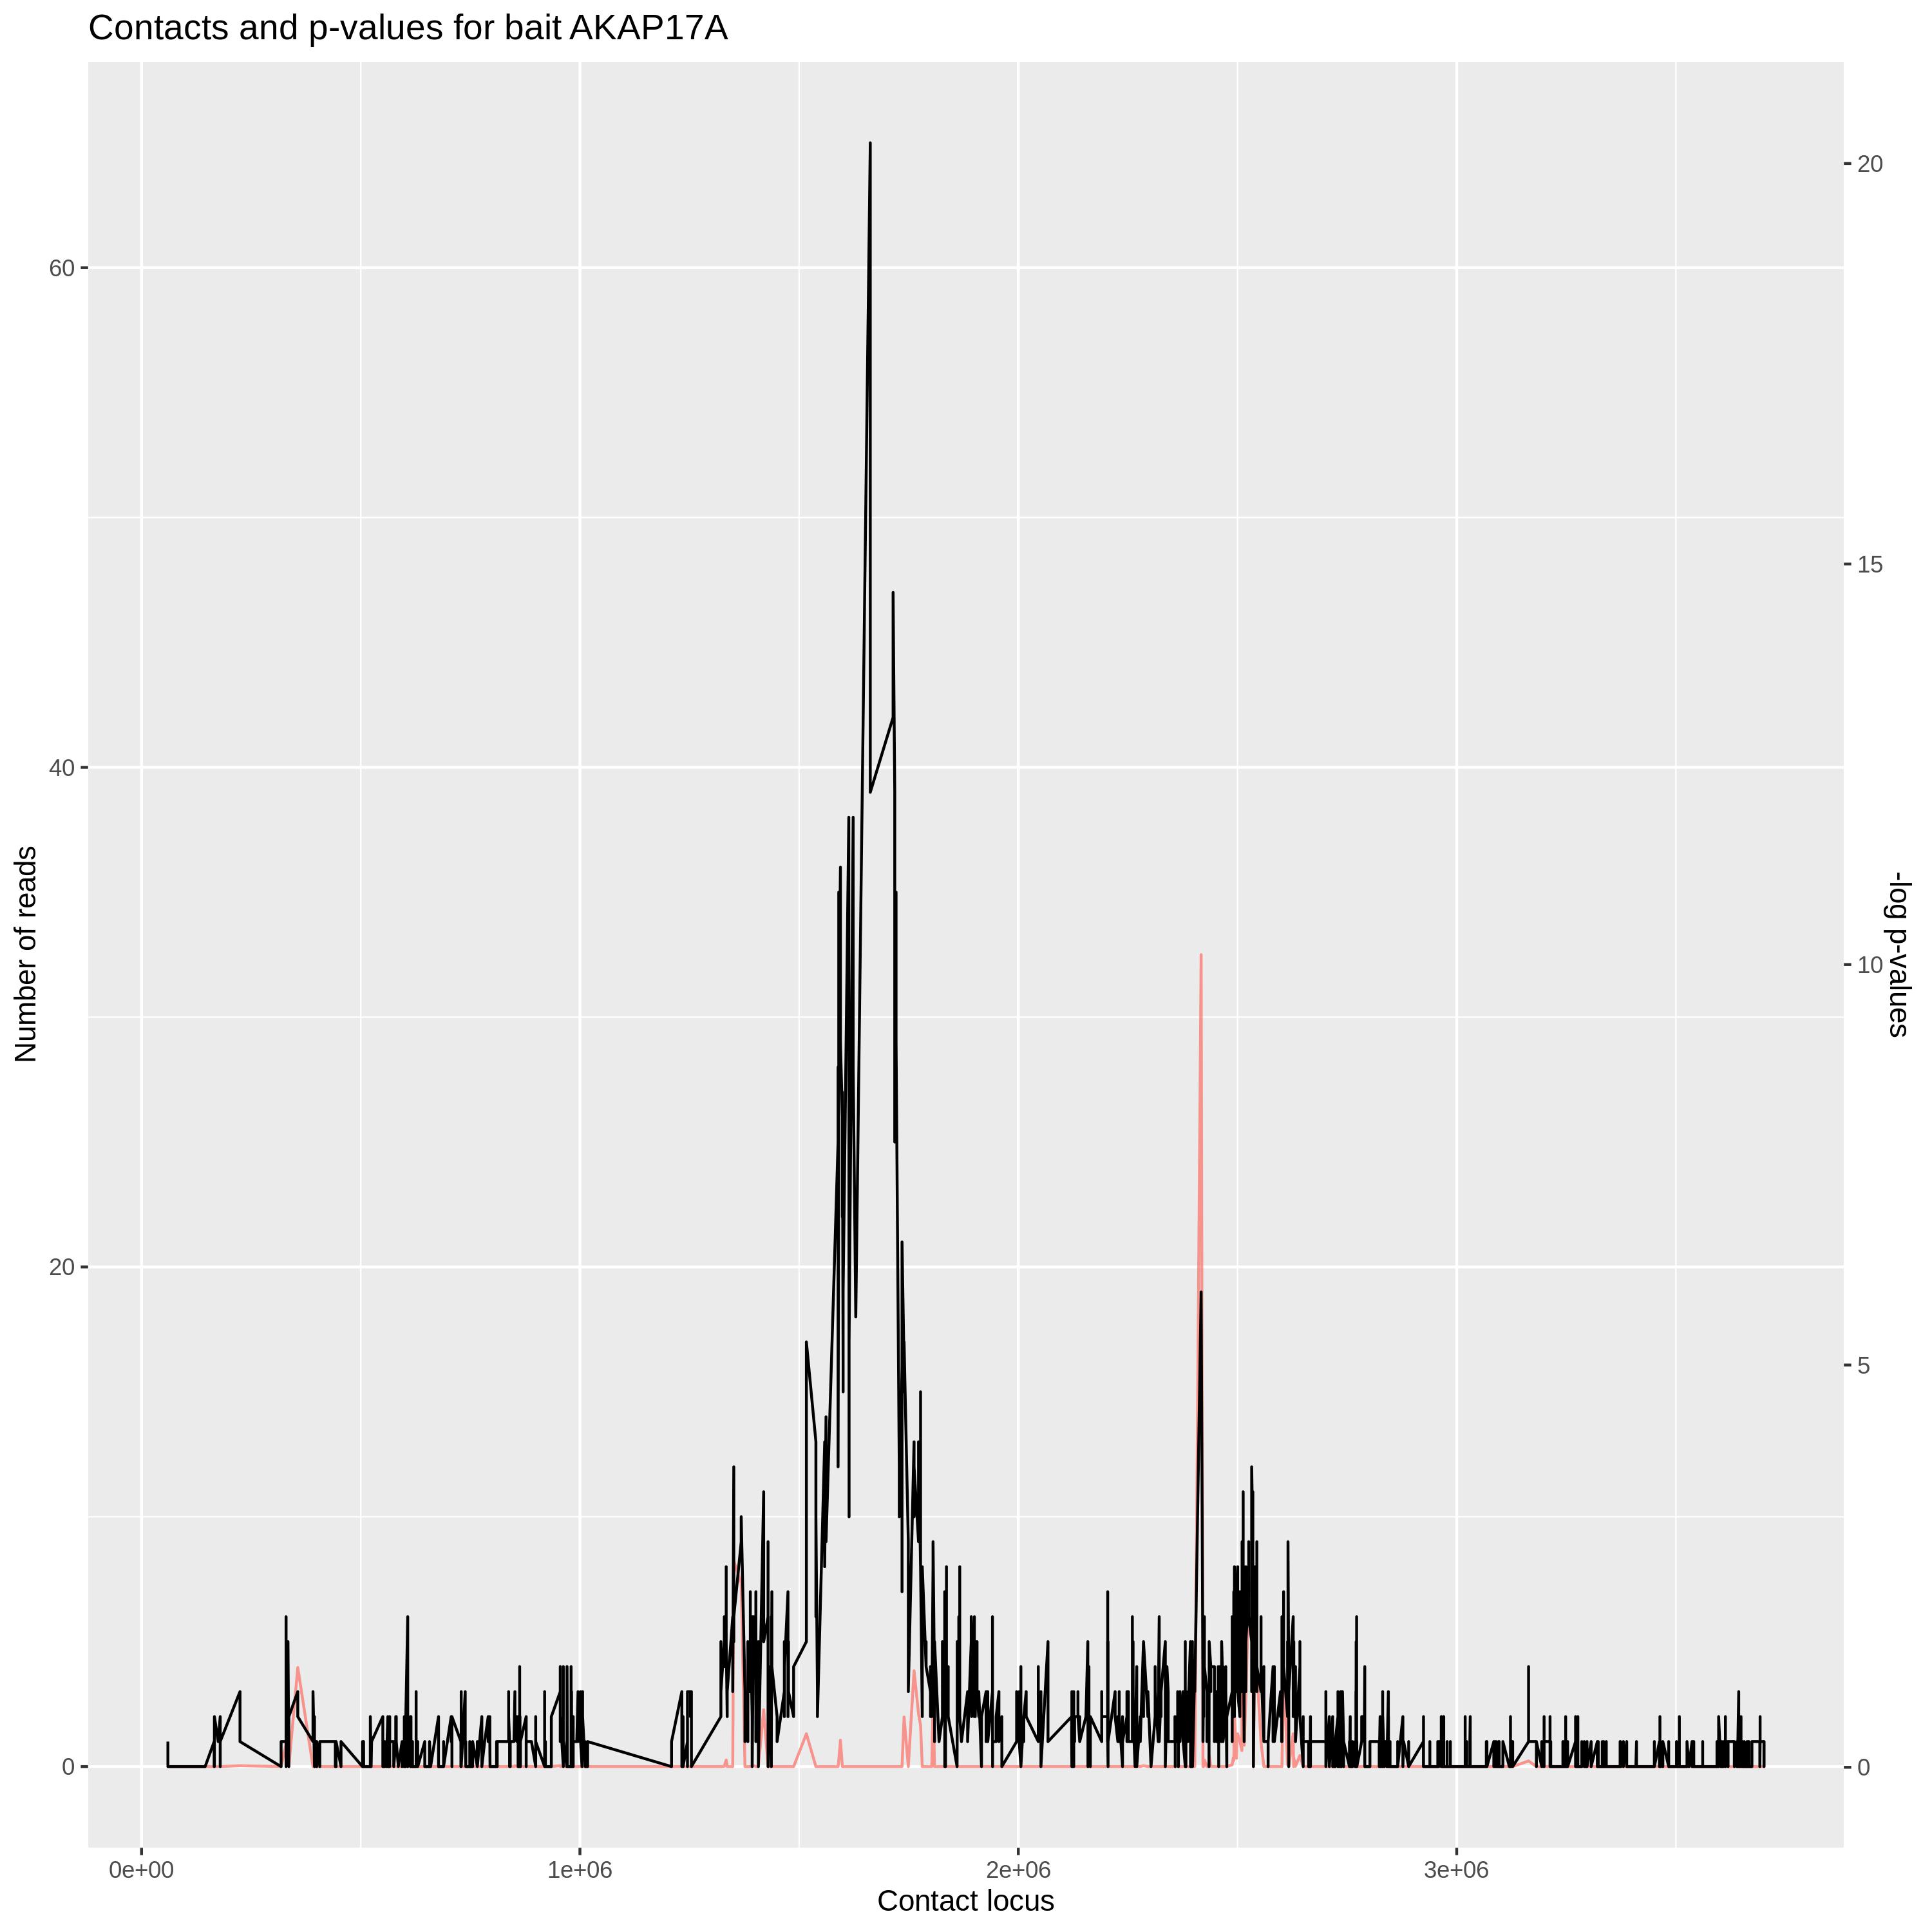 Contacts and p-values for bait AKAP17A
Number of reads
60
40
20
0
20
15
10
5
0
-log p-values
0e+00 1e+06 2e+06 3e+06
Contact locus